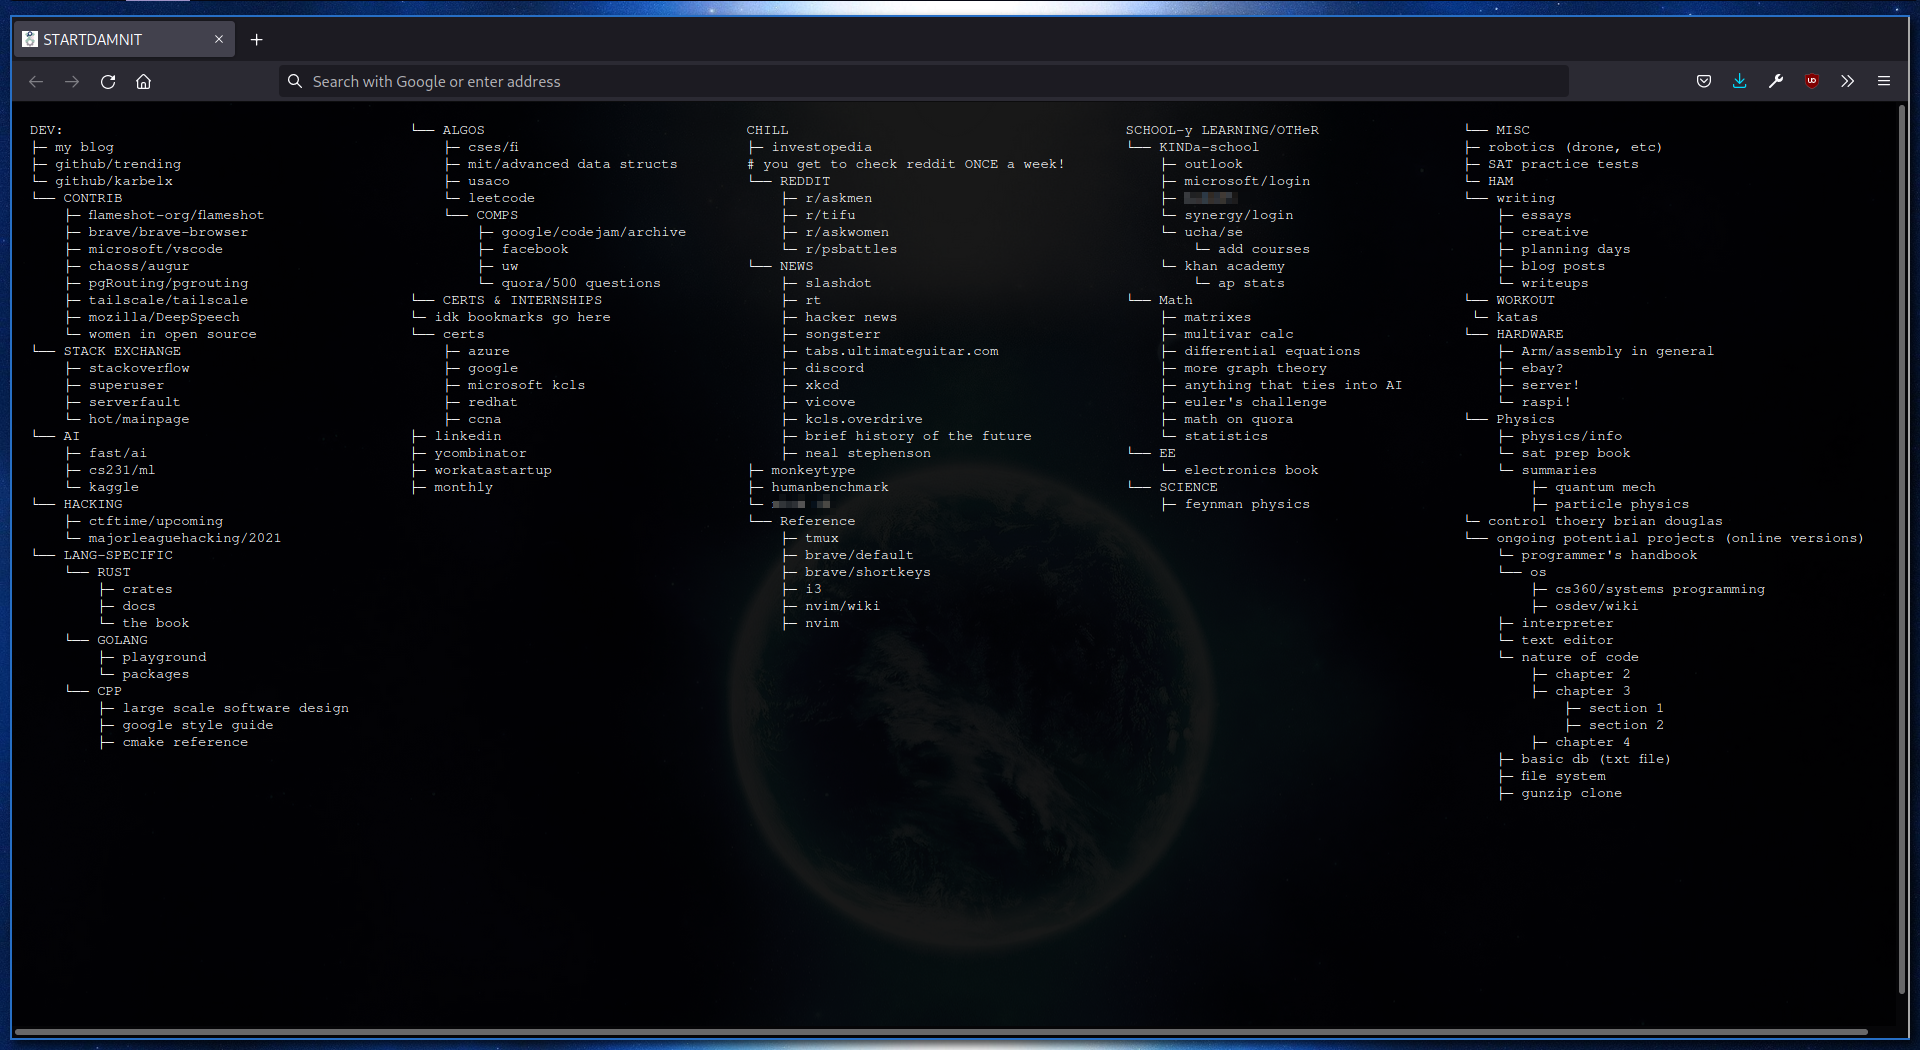 STARTDAMNIT
Search with Google or enter address
DEV:
├─ my blog
├─ github/trending
└─ github/karbelx
└── CONTRIB
    ├─ flameshot-org/flameshot
    ├─ brave/brave-browser
    ├─ microsoft/vscode
    ├─ chaoss/augur
    ├─ pgRouting/pgrouting
    ├─ tailscale/tailscale
    ├─ mozilla/DeepSpeech
    └─ women in open source
└── STACK EXCHANGE
    ├─ stackoverflow
    ├─ superuser
    ├─ serverfault
    └─ hot/mainpage
└── AI
    ├─ fast/ai
    ├─ cs231/ml
    └─ kaggle
└── HACKING
    ├─ ctftime/upcoming
    └─ majorleaguehacking/2021
└── LANG-SPECIFIC
    └── RUST
        ├─ crates
        ├─ docs
        └─ the book
    └── GOLANG
        ├─ playground
        └─ packages
    └── CPP
        ├─ large scale software design
        ├─ google style guide
        ├─ cmake reference
└── ALGOS
    ├─ cses/fi
    ├─ mit/advanced data structs
    ├─ usaco
    └─ leetcode
    └── COMPS
        ├─ google/codejam/archive
        ├─ facebook
        ├─ uw
        └─ quora/500 questions
└── CERTS & INTERNSHIPS
└─ idk bookmarks go here
└── certs
    ├─ azure
    ├─ google
    ├─ microsoft kcls
    ├─ redhat
    ├─ ccna
├─ linkedin
├─ ycombinator
├─ workatastartup
├─ monthly
CHILL
├─ investopedia
# you get to check reddit ONCE a week!
└── REDDIT
    ├─ r/askmen
    ├─ r/tifu
    ├─ r/askwomen
    └─ r/psbattles
└── NEWS
    ├─ slashdot
    ├─ rt
    ├─ hacker news
    ├─ songsterr
    ├─ tabs.ultimateguitar.com
    ├─ discord
    ├─ xkcd
    ├─ vicove
    ├─ kcls.overdrive
    ├─ brief history of the future
    ├─ neal stephenson
├─ monkeytype
├─ humanbenchmark
└─
└── Reference
    ├─ tmux
    ├─ brave/default
    ├─ brave/shortkeys
    ├─ i3
    ├─ nvim/wiki
    ├─ nvim
SCHOOL-y LEARNING/OTHeR
└── KINDa-school
    ├─ outlook
    ├─ microsoft/login
    ├─
    └─ synergy/login
    └─ ucha/se
        └─ add courses
    └─ khan academy
        └─ ap stats
└── Math
    ├─ matrixes
    ├─ multivar calc
    ├─ differential equations
    ├─ more graph theory
    ├─ anything that ties into AI
    ├─ euler's challenge
    ├─ math on quora
    └─ statistics
└── EE
    └─ electronics book
└── SCIENCE
    ├─ feynman physics
└── MISC
├─ robotics (drone, etc)
├─ SAT practice tests
└─ HAM
└── writing
    ├─ essays
    ├─ creative
    ├─ planning days
    ├─ blog posts
    └─ writeups
└── WORKOUT
 └─ katas
└── HARDWARE
    ├─ Arm/assembly in general
    ├─ ebay?
    ├─ server!
    └─ raspi!
└── Physics
    ├─ physics/info
    └─ sat prep book
    └─ summaries
        ├─ quantum mech
        ├─ particle physics
└─ control thoery brian douglas
└── ongoing potential projects (online versions)
    └─ programmer's handbook
    └── os
        ├─ cs360/systems programming
        ├─ osdev/wiki
    ├─ interpreter
    └─ text editor
    └─ nature of code
        ├─ chapter 2
        ├─ chapter 3
            ├─ section 1
            ├─ section 2
        ├─ chapter 4
    ├─ basic db (txt file)
    ├─ file system
    ├─ gunzip clone